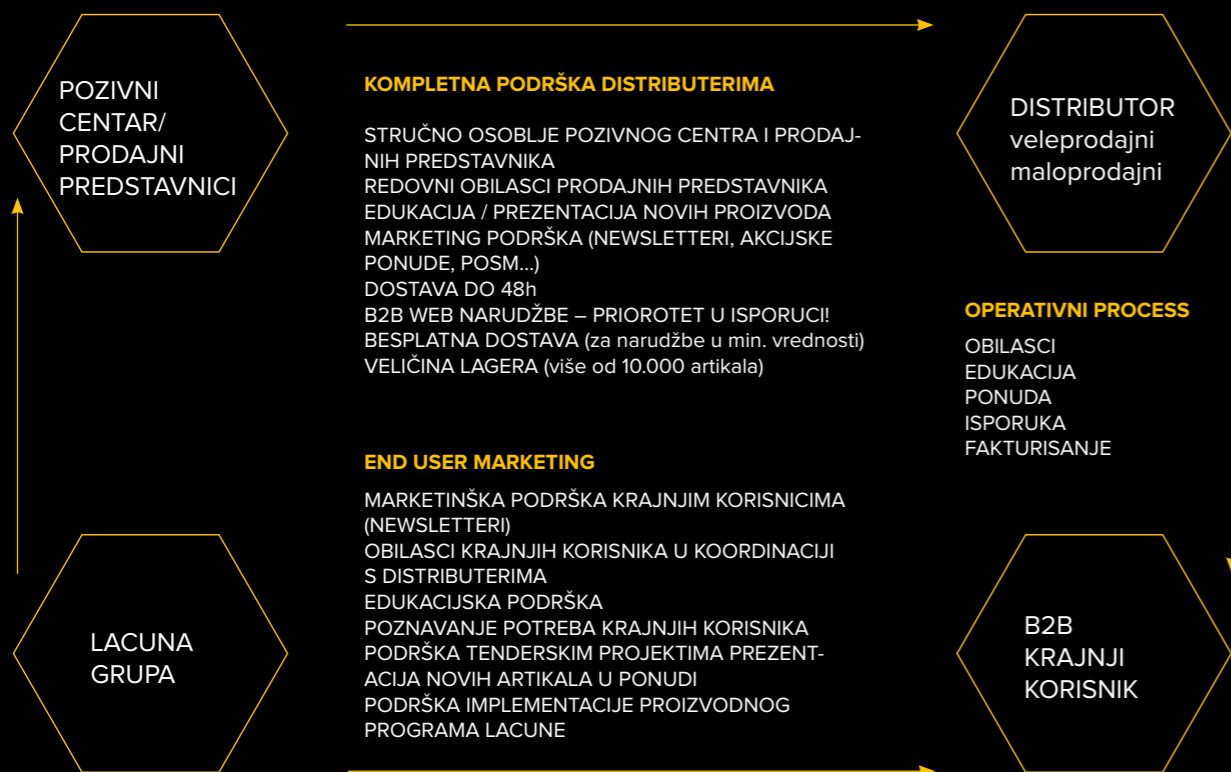 POZIVNI
CENTAR/
PRODAJNI
PREDSTAVNICI
KOMPLETNA PODRŠKA DISTRIBUTERIMA
STRUČNO OSOBLJE POZIVNOG CENTRA I PRODAJ-
NIH PREDSTAVNIKA
REDOVNI OBILASCI PRODAJNIH PREDSTAVNIKA
EDUKACIJA / PREZENTACIJA NOVIH PROIZVODA
MARKETING PODRŠKA (NEWSLETTERI, AKCIJSKE
PONUDE, POSM...)
DOSTAVA DO 48h
B2B WEB NARUDŽBE – PRIOROTET U ISPORUCI!
BESPLATNA DOSTAVA (za narudžbe u min. vrednosti)
VELIČINA LAGERA (više od 10.000 artikala)
DISTRIBUTOR
veleprodajni
maloprodajni
OPERATIVNI PROCESS
OBILASCI
EDUKACIJA
PONUDA
ISPORUKA
FAKTURISANJE
END USER MARKETING
MARKETINŠKA PODRŠKA KRAJNJIM KORISNICIMA
(NEWSLETTERI)
OBILASCI KRAJNJIH KORISNIKA U KOORDINACIJI
S DISTRIBUTERIMA
EDUKACIJSKA PODRŠKA
POZNAVANJE POTREBA KRAJNJIH KORISNIKA
PODRŠKA TENDERSKIM PROJEKTIMA PREZENT-
ACIJA NOVIH ARTIKALA U PONUDI
PODRŠKA IMPLEMENTACIJE PROIZVODNOG
PROGRAMA LACUNE
LACUNA
GRUPA
B2B
KRAJNJI
KORISNIK